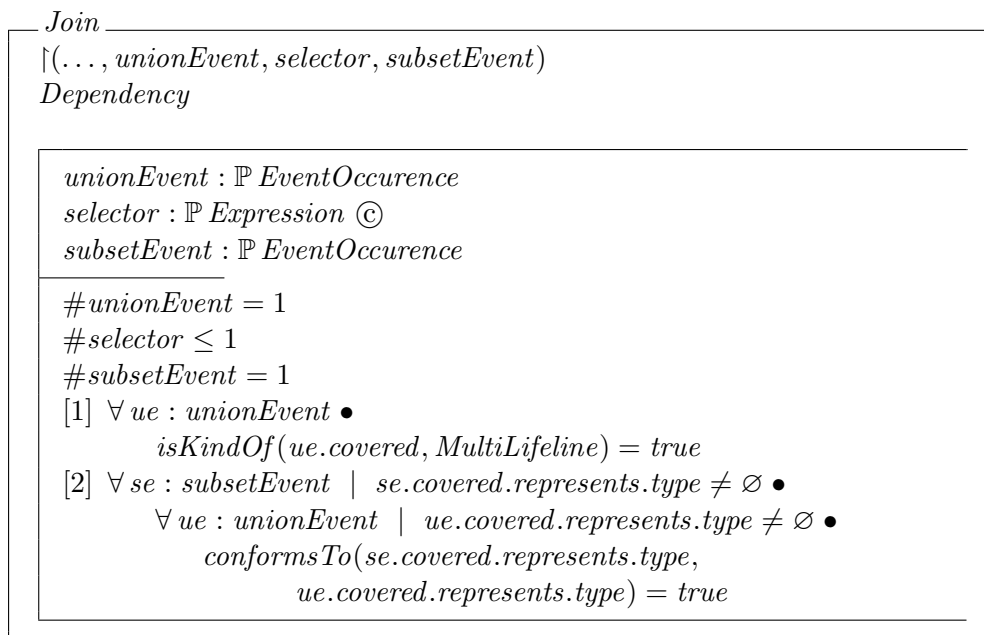 Join
↾(. . . , unionEvent, selector, subsetEvent)
Dependency
unionEvent : ℙ EventOccurence
selector : ℙ Expression ⓒ
subsetEvent : ℙ EventOccurence
#unionEvent = 1
#selector ≤ 1
#subsetEvent = 1
[1] ∀ ue : unionEvent •
isKindOf(ue.covered, MultiLifeline) = true
[2] ∀ se : subsetEvent | se.covered.represents.type ≠ ∅ •
∀ ue : unionEvent | ue.covered.represents.type ≠ ∅ •
conformsTo(se.covered.represents.type,
ue.covered.represents.type) = true